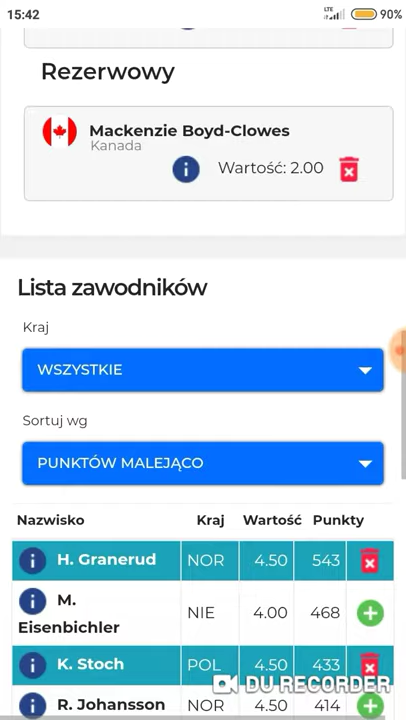 15:42
LTE
90%
Rezerwowy
Mackenzie Boyd-Clowes
Kanada
i
Wartość: 2.00
Lista zawodników
Kraj
WSZYSTKIE
Sortuj wg
PUNKTÓW MALEJĄCO
Nazwisko Kraj Wartość Punkty
i H. Granerud NOR 4.50 543
i M. Eisenbichler NIE 4.00 468
i K. Stoch POL 4.50 433
DU RECORDER
i R. Johansson NOR 4.50 414